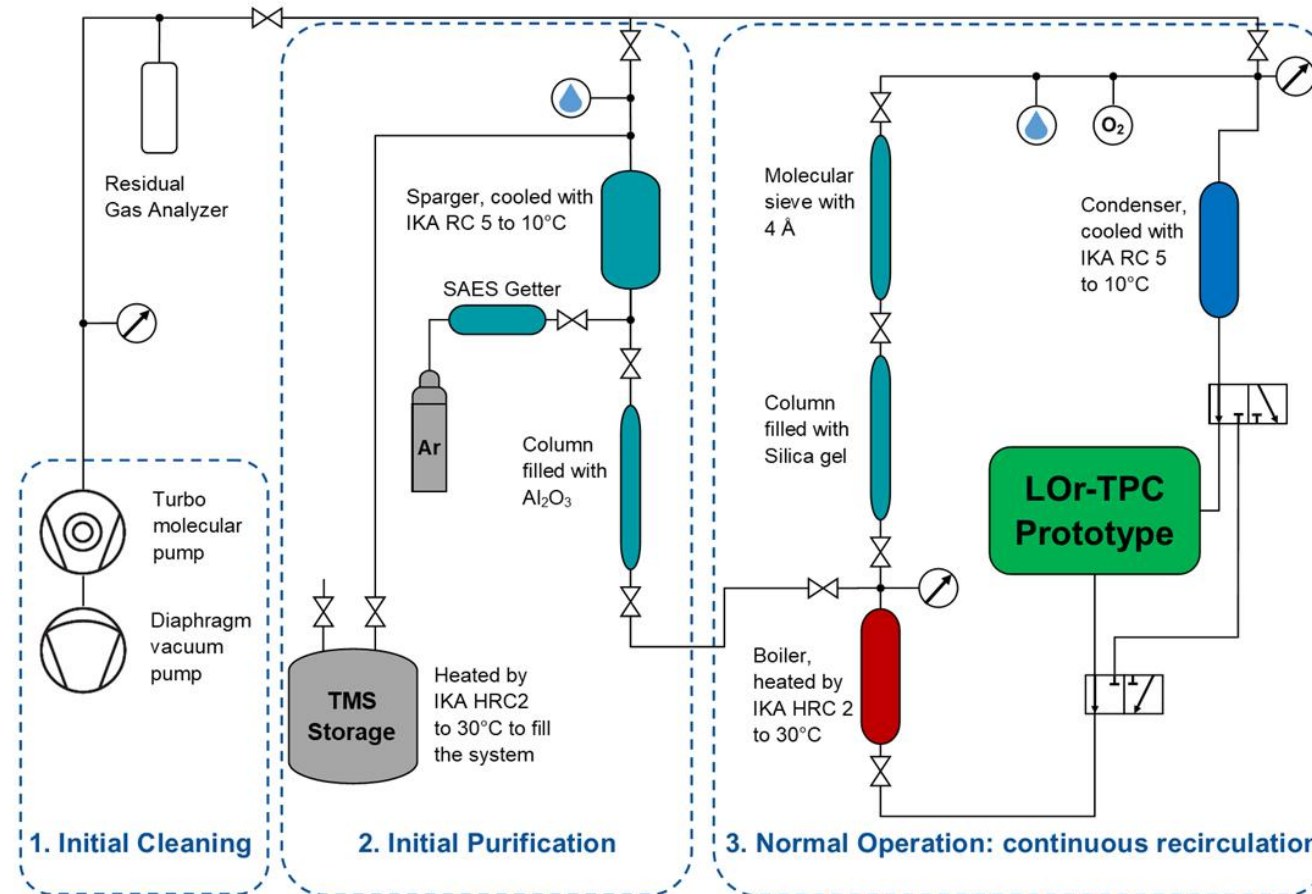 Residual
Gas Analyzer
Turbo
molecular
pump
Diaphragm
vacuum
pump
1. Initial Cleaning
Sparger, cooled with
IKA RC 5 to 10°C
SAES Getter
Ar
Column
filled with
Al₂O₃
TMS
Storage
Heated by
IKA HRC2
to 30°C to fill
the system
2. Initial Purification
O₂
Molecular
sieve with
4 Å
Condenser,
cooled with
IKA RC 5
to 10°C
Column
filled with
Silica gel
LOr-TPC
Prototype
Boiler,
heated by
IKA HRC 2
to 30°C
3. Normal Operation: continuous recirculation